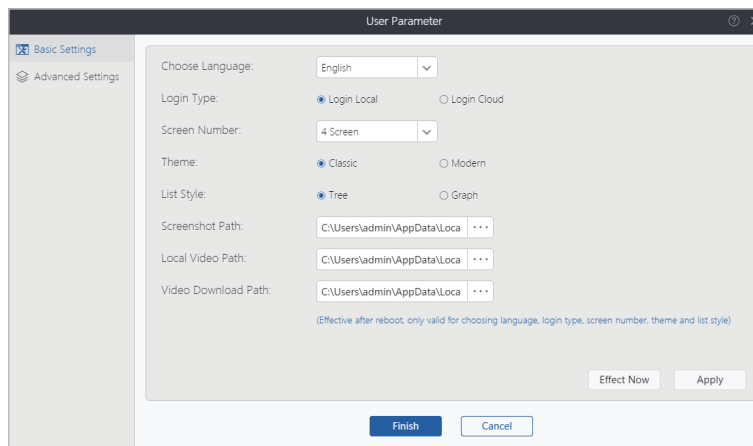 User Parameter
Basic Settings
Advanced Settings
Choose Language: English
Login Type: Login Local Login Cloud
Screen Number: 4 Screen
Theme: Classic Modern
List Style: Tree Graph
Screenshot Path: C:\Users\admin\AppData\Loca ...
Local Video Path: C:\Users\admin\AppData\Loca ...
Video Download Path: C:\Users\admin\AppData\Loca ...
(Effective after reboot, only valid for choosing language, login type, screen number, theme and list style)
Effect Now Apply
Finish Cancel